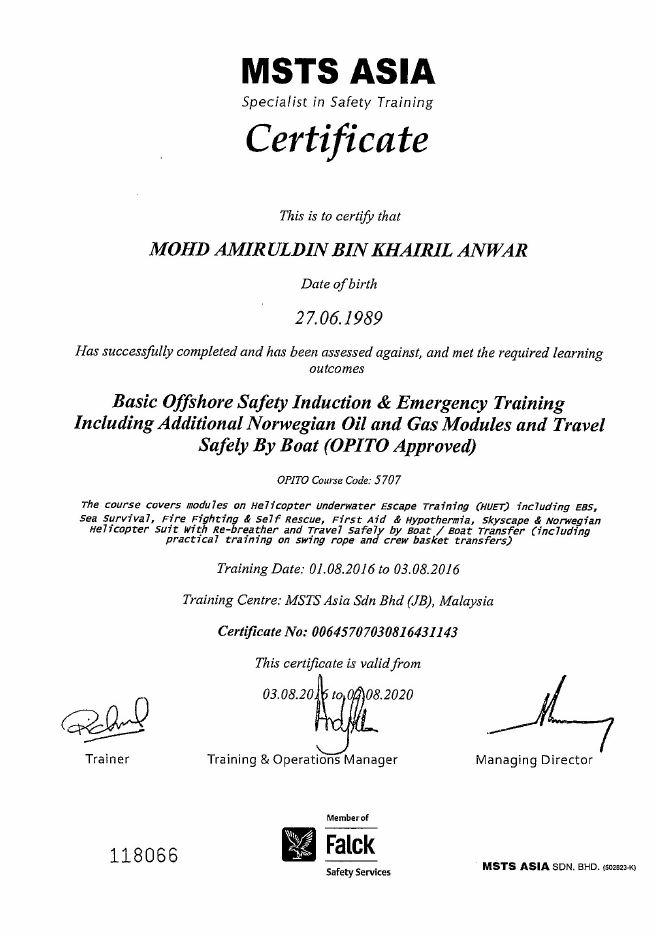 MSTS ASIA
Specialist in Safety Training
Certificate
This is to certify that
MOHD AMIRULDIN BIN KHAIRIL ANWAR
Date of birth
27.06.1989
Has successfully completed and has been assessed against, and met the required learning
outcomes
Basic Offshore Safety Induction & Emergency Training
Including Additional Norwegian Oil and Gas Modules and Travel
Safely By Boat (OPITO Approved)
OPITO Course Code: 5707
The course covers modules on Helicopter Underwater Escape Training (HUET) including EBS,
Sea Survival, Fire Fighting & Self Rescue, First Aid & Hypothermia, Skyscape & Norwegian
Helicopter Suit With Re-breather and Travel Safely by Boat / Boat Transfer (including
practical training on swing rope and crew basket transfers)
Training Date: 01.08.2016 to 03.08.2016
Training Centre: MSTS Asia Sdn Bhd (JB), Malaysia
Certificate No: 00645707030816431143
This certificate is valid from
03.08.2016 to .08.2020
Trainer
Training & Operations Manager
Managing Director
Member of
Falck
Safety Services
118066
MSTS ASIA SDN. BHD. (502823-K)